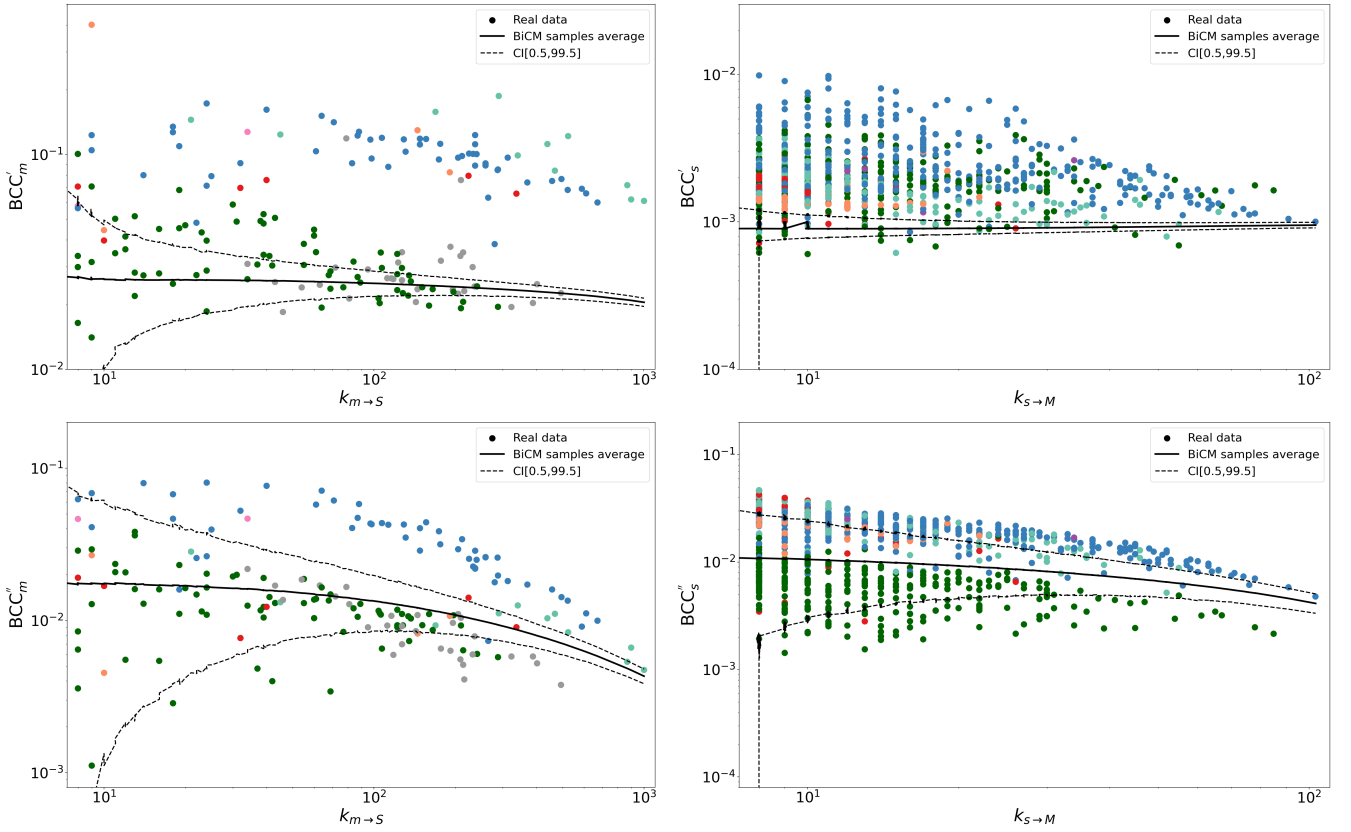 Real data
BiCM samples average
CI[0.5,99.5]
10⁻¹
10⁻²
BCC'ₘ
10¹
10²
10³
k_{m→S}
Real data
BiCM samples average
CI[0.5,99.5]
10⁻²
10⁻³
10⁻⁴
BCC'ₛ
10¹
10²
k_{s→M}
Real data
BiCM samples average
CI[0.5,99.5]
10⁻¹
10⁻²
10⁻³
BCC''ₘ
10¹
10²
10³
k_{m→S}
Real data
BiCM samples average
CI[0.5,99.5]
10⁻¹
10⁻²
10⁻³
10⁻⁴
BCC''ₛ
10¹
10²
k_{s→M}